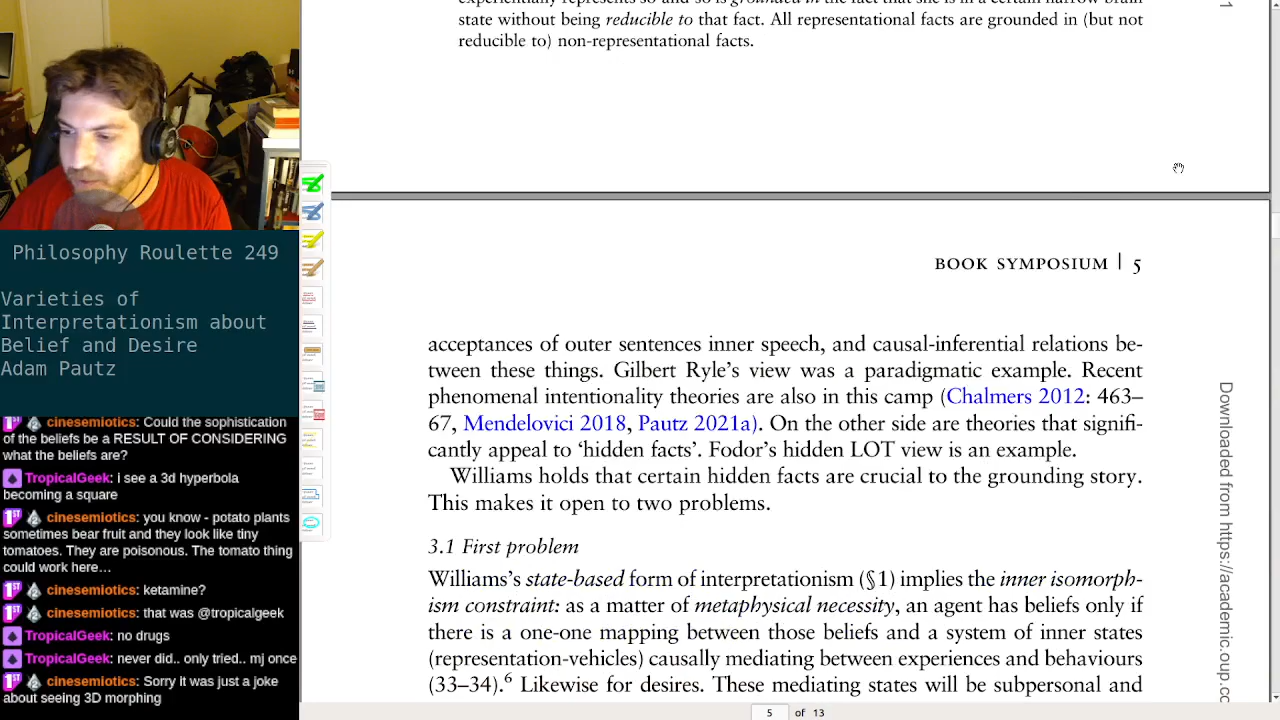 experientially represents so and so is grounded in the fact that she is in a certain narrow brain
state without being reducible to that fact. All representational facts are grounded in (but not
reducible to) non-representational facts.
BOOK SYMPOSIUM | 5
acceptances of outer sentences inner speech and causal-inferential relations be-
tween these things. Gilbert Ryle's view was a paradigmatic example. Recent
phenomenal intentionality theories are also in this camp (Chalmers 2012: 463–
67, Mendelovici 2018, Pautz 2021b). On the other side are theories that signifi-
cantly appeal to 'hidden facts'. Fodor's hidden LOT view is an example.
Williams holds that certain hidden facts are crucial to the grounding story.
This makes it open to two problems.
3.1 First problem
Williams's state-based form of interpretationism (§1) implies the inner isomorph-
ism constraint: as a matter of metaphysical necessity, an agent has beliefs only if
there is a one-one mapping between those beliefs and a system of inner states
(representation-vehicles) causally mediating between experiences and behaviours
(33–34).6 Likewise for desires. These mediating states will be subpersonal and
Downloaded from https://academic.oup.cc
5 of 13
Philosophy Roulette 249
Varities of
Interpretationism about
Belief and Desire
Adam Pautz
cinesemiotics: Could the sophistication
of the beliefs be a RESULT OF CONSIDERING
what the beliefs are?
TropicalGeek: i see a 3d hyperbola
becoming a square
cinesemiotics: you know - potato plants
sometimes bear fruit and they look like tiny
tomatoes. They are poisonous. The tomato thing
could work here…
cinesemiotics: ketamine?
cinesemiotics: that was @tropicalgeek
TropicalGeek: no drugs
TropicalGeek: never did.. only tried.. mj once
cinesemiotics: Sorry it was just a joke
about seeing 3D morphing